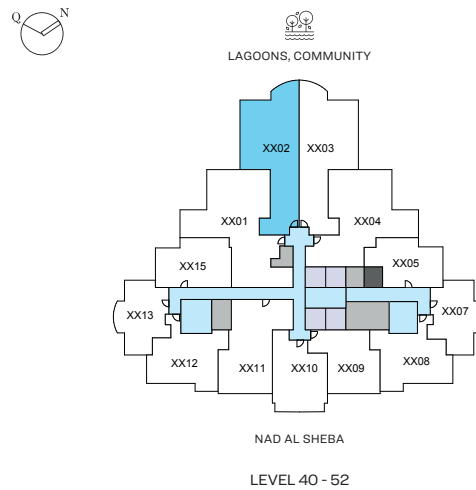 Q N
LAGOONS, COMMUNITY
XX02 XX03
XX01 XX04
XX15 XX05
XX13 XX07
XX12 XX11 XX10 XX09 XX08
NAD AL SHEBA
LEVEL 40 - 52